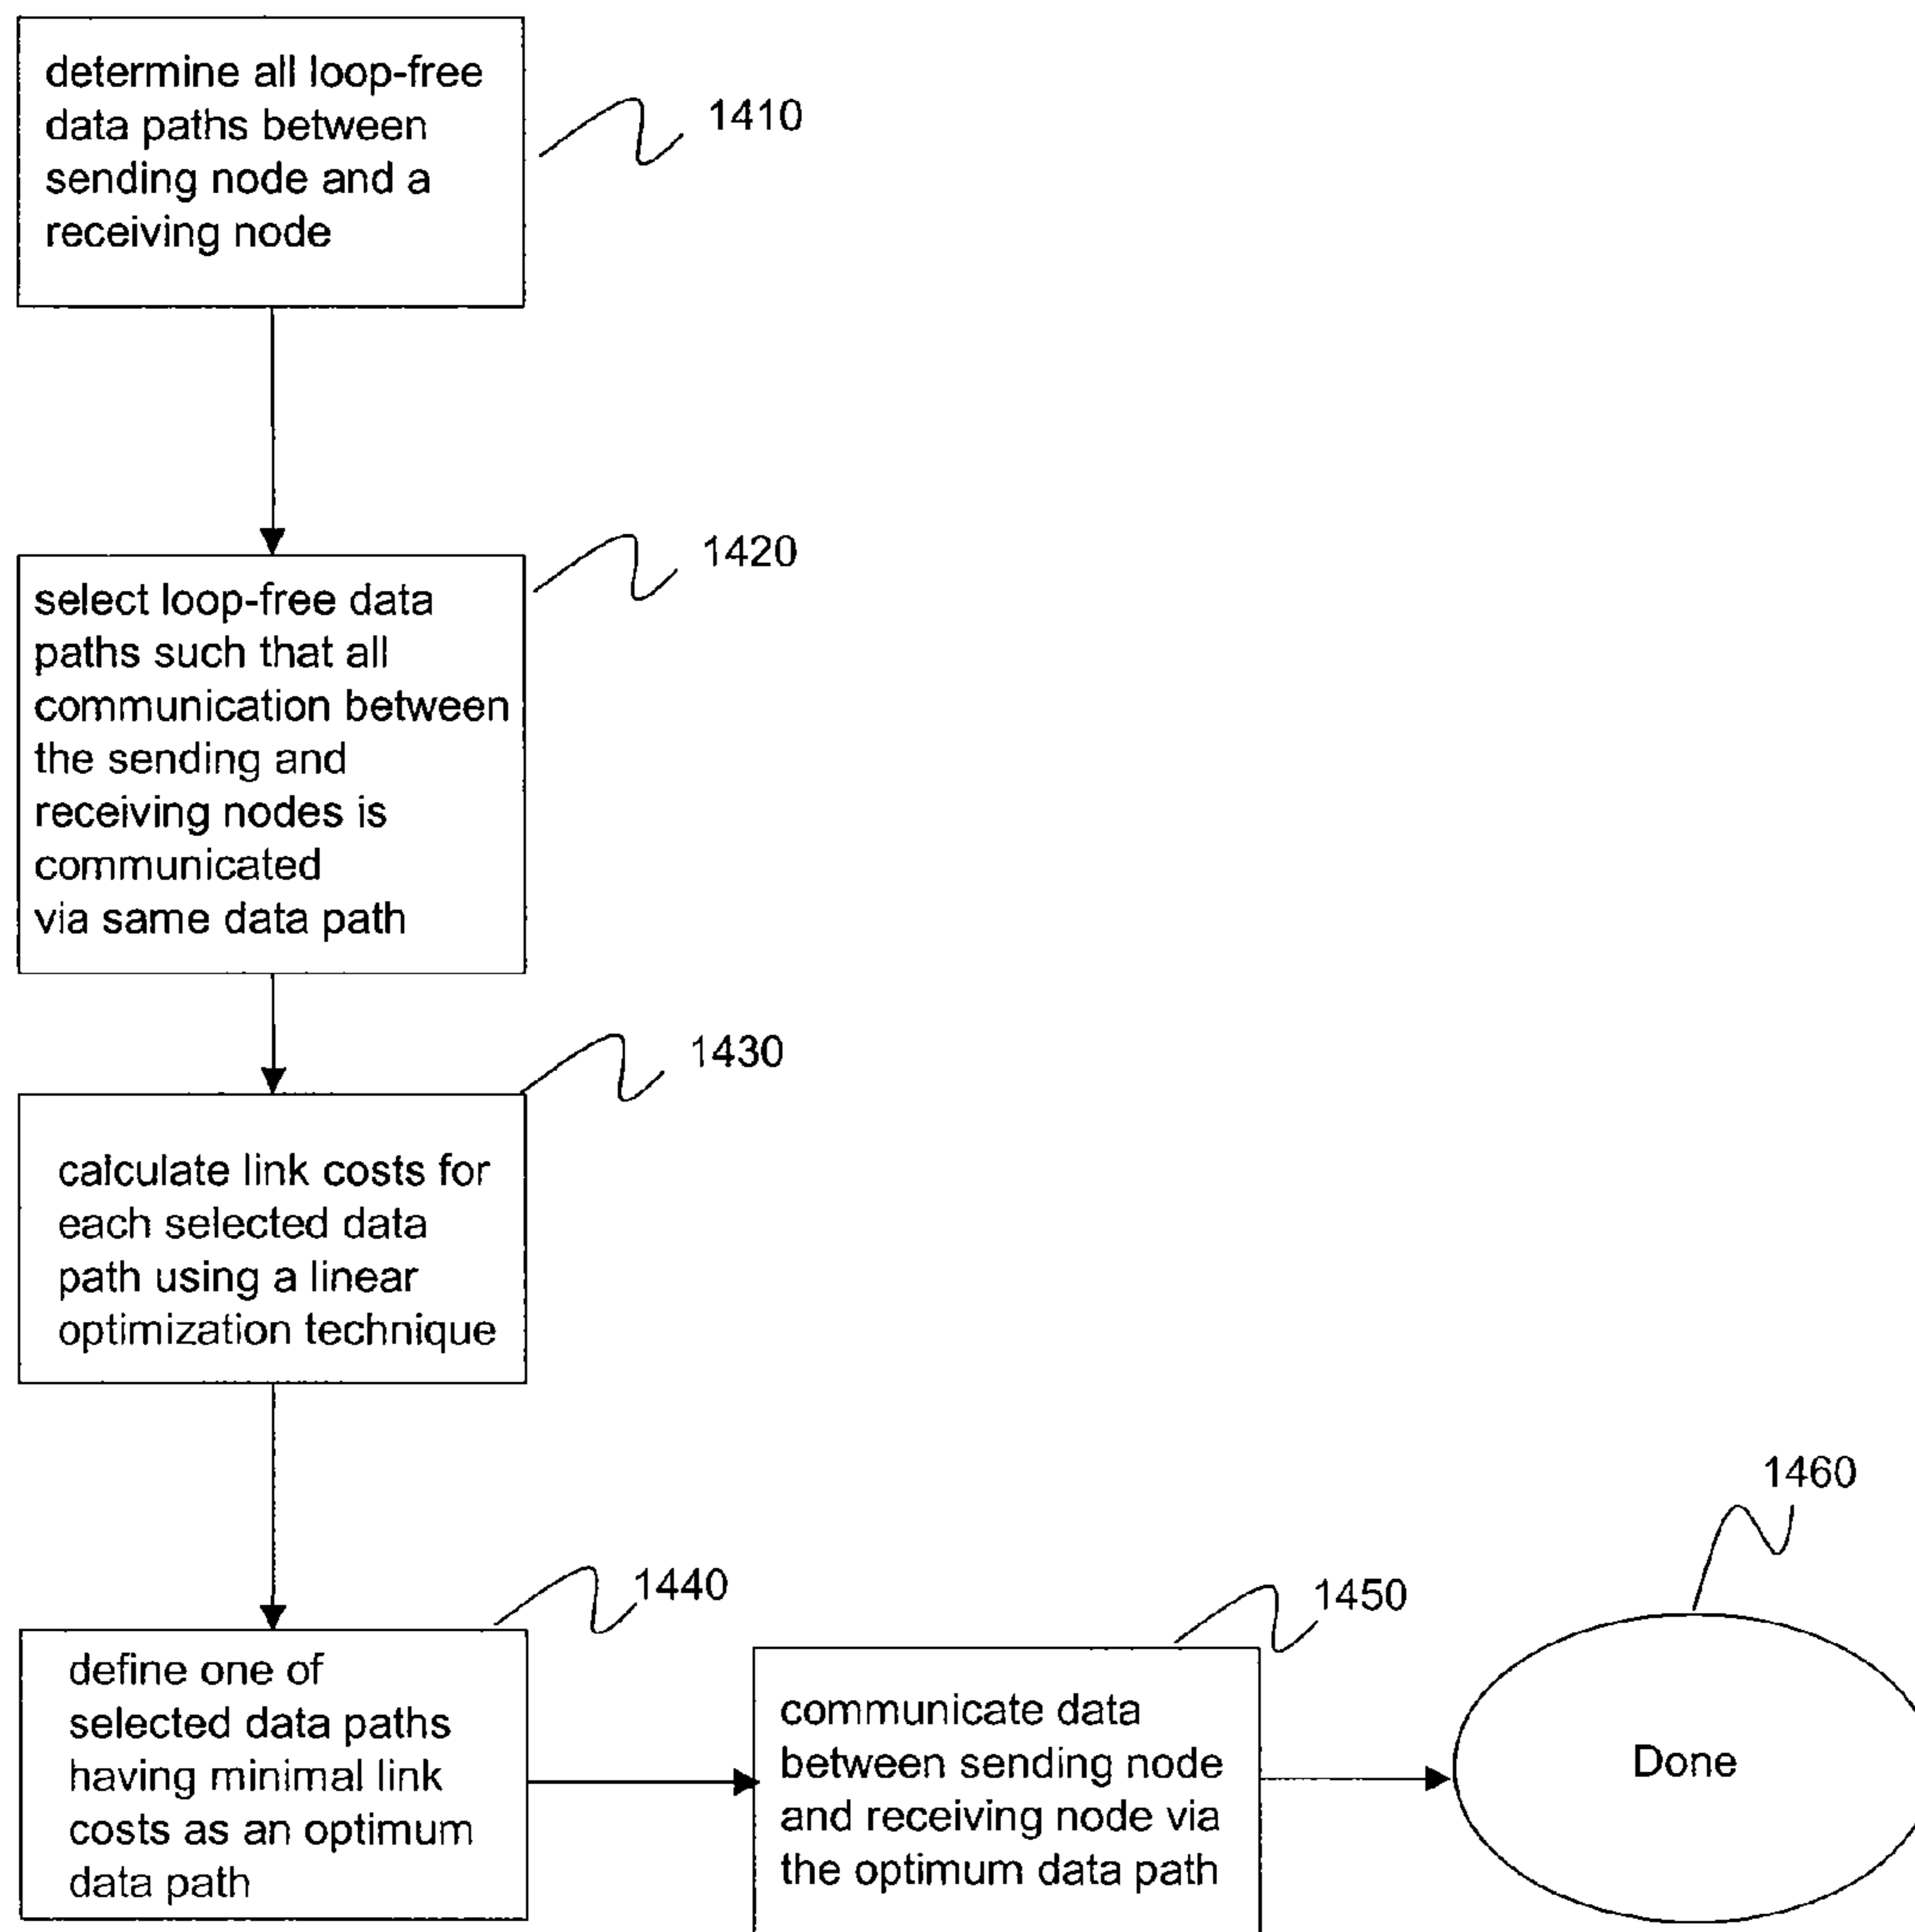 determine all loop-free
data paths between
sending node and a
receiving node
1410
select loop-free data
paths such that all
communication between
the sending and
receiving nodes is
communicated
via same data path
1420
calculate link costs for
each selected data
path using a linear
optimization technique
1430
define one of
selected data paths
having minimal link
costs as an optimum
data path
1440
communicate data
between sending node
and receiving node via
the optimum data path
1450
Done
1460